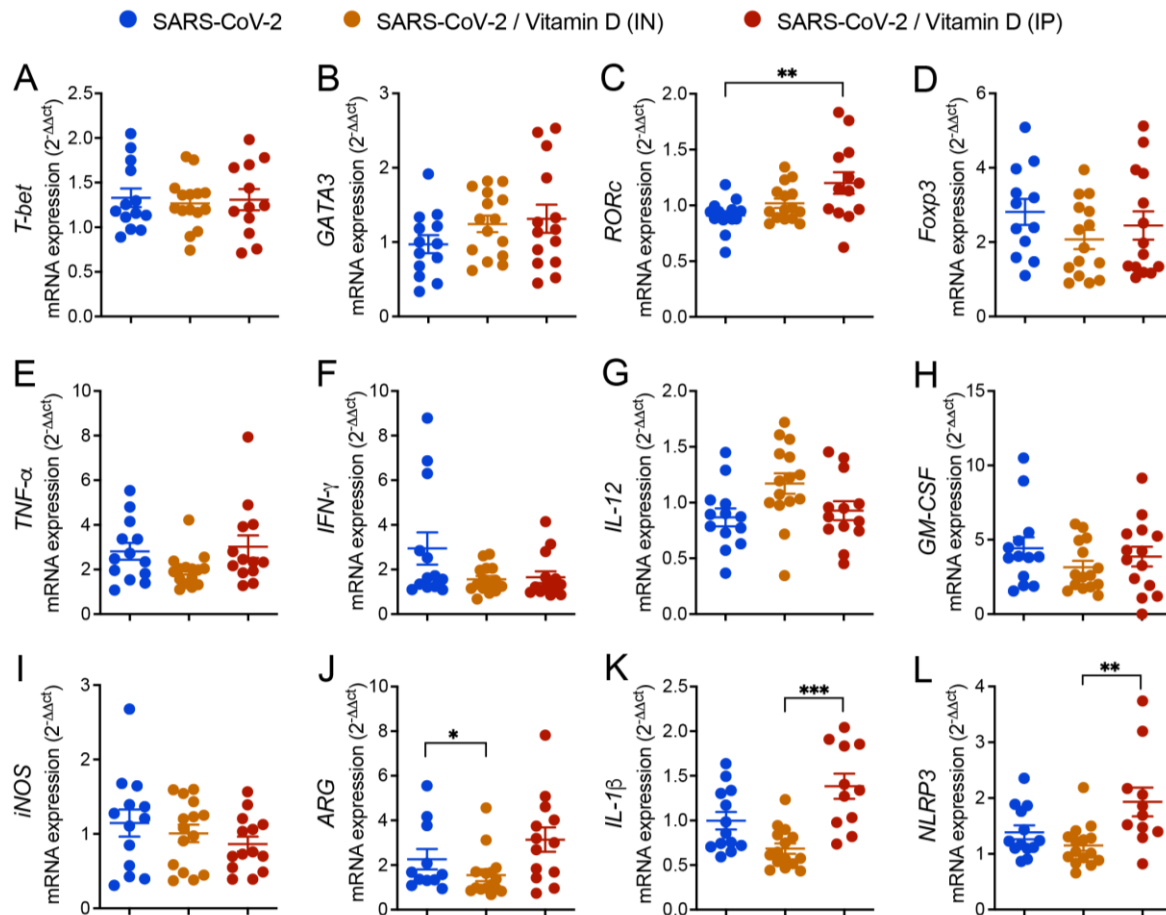 SARS-CoV-2 SARS-CoV-2 / Vitamin D (IN) SARS-CoV-2 / Vitamin D (IP)
A
T-bet
mRNA expression (2-ΔΔct)
2.5
2.0
1.5
1.0
0.5
0.0
B
GATA3
mRNA expression (2-ΔΔct)
3
2
1
0
C
RORc
mRNA expression (2-ΔΔct)
**
2.0
1.5
1.0
0.5
0.0
D
Foxp3
mRNA expression (2-ΔΔct)
6
4
2
0
E
TNF-α
mRNA expression (2-ΔΔct)
10
8
6
4
2
0
F
IFN-γ
mRNA expression (2-ΔΔct)
10
8
6
4
2
0
G
IL-12
mRNA expression (2-ΔΔct)
2.0
1.5
1.0
0.5
0.0
H
GM-CSF
mRNA expression (2-ΔΔct)
15
10
5
0
I
iNOS
mRNA expression (2-ΔΔct)
3
2
1
0
J
ARG
mRNA expression (2-ΔΔct)
*
10
8
6
4
2
0
K
IL-1β
mRNA expression (2-ΔΔct)
***
2.5
2.0
1.5
1.0
0.5
0.0
L
NLRP3
mRNA expression (2-ΔΔct)
**
4
3
2
1
0